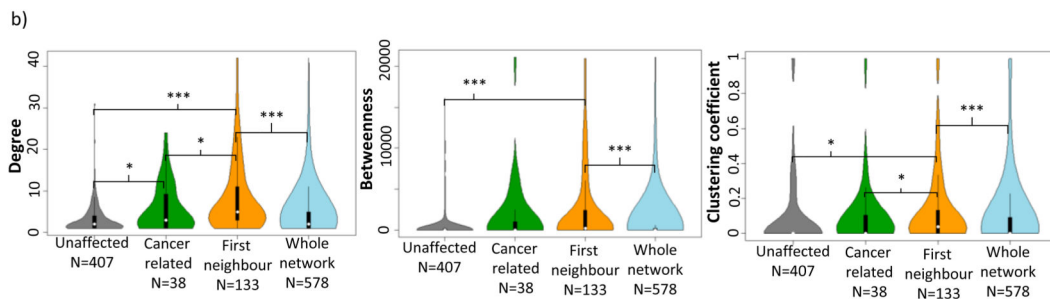 b)
Degree
40
30
20
10
0
***
***
*
*
Unaffected
N=407
Cancer
related
N=38
First
neighbour
N=133
Whole
network
N=578
Betweenness
20000
10000
0
***
***
Unaffected
N=407
Cancer
related
N=38
First
neighbour
N=133
Whole
network
N=578
Clustering coefficient
1
0.8
0.6
0.4
0.2
0
***
*
*
Unaffected
N=407
Cancer
related
N=38
First
neighbour
N=133
Whole
network
N=578